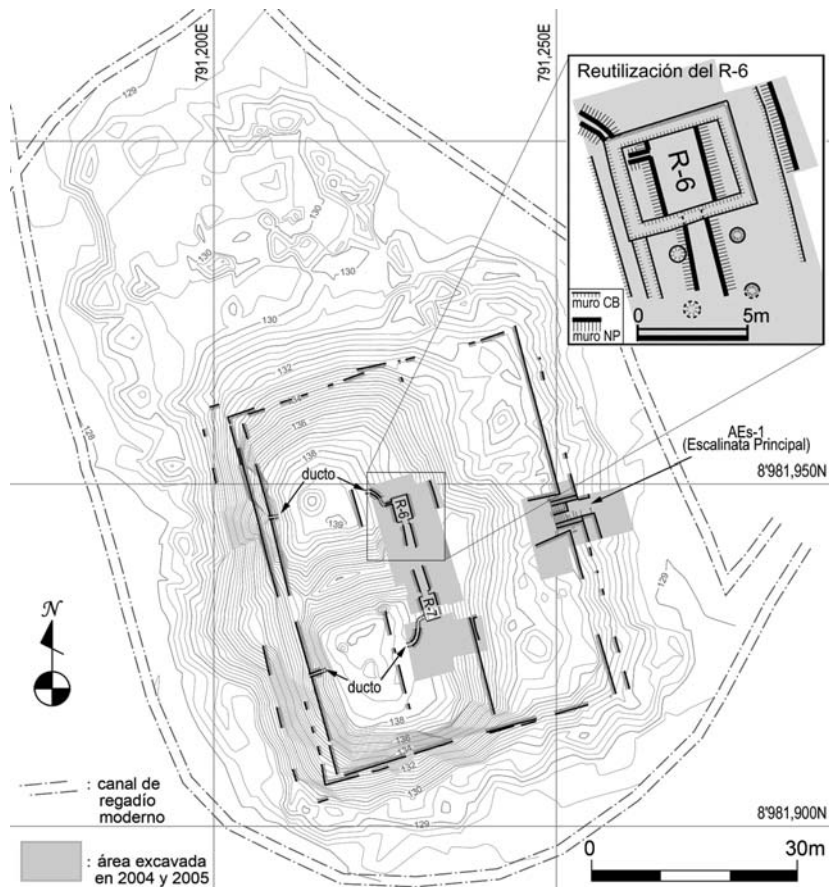 791,200E
791,250E
Reutilización del R-6
R-6
muro CB
muro NP
0 5m
129
130
130
130
132
134
136
138
128
139
ducto
R-6
AEs-1
(Escalinata Principal)
8'981,950N
129
R-7
N
ducto
138
136
134
132
130
129
: canal de
regadío
moderno
8'981,900N
: área excavada
en 2004 y 2005
0 30m